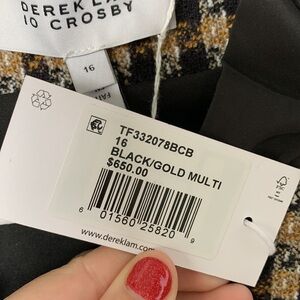 DEREK LAM
10 CROSBY
16
TF332078BCB
16
BLACK/GOLD MULTI
$650.00
6 01560 25820 9
www.dereklam.com